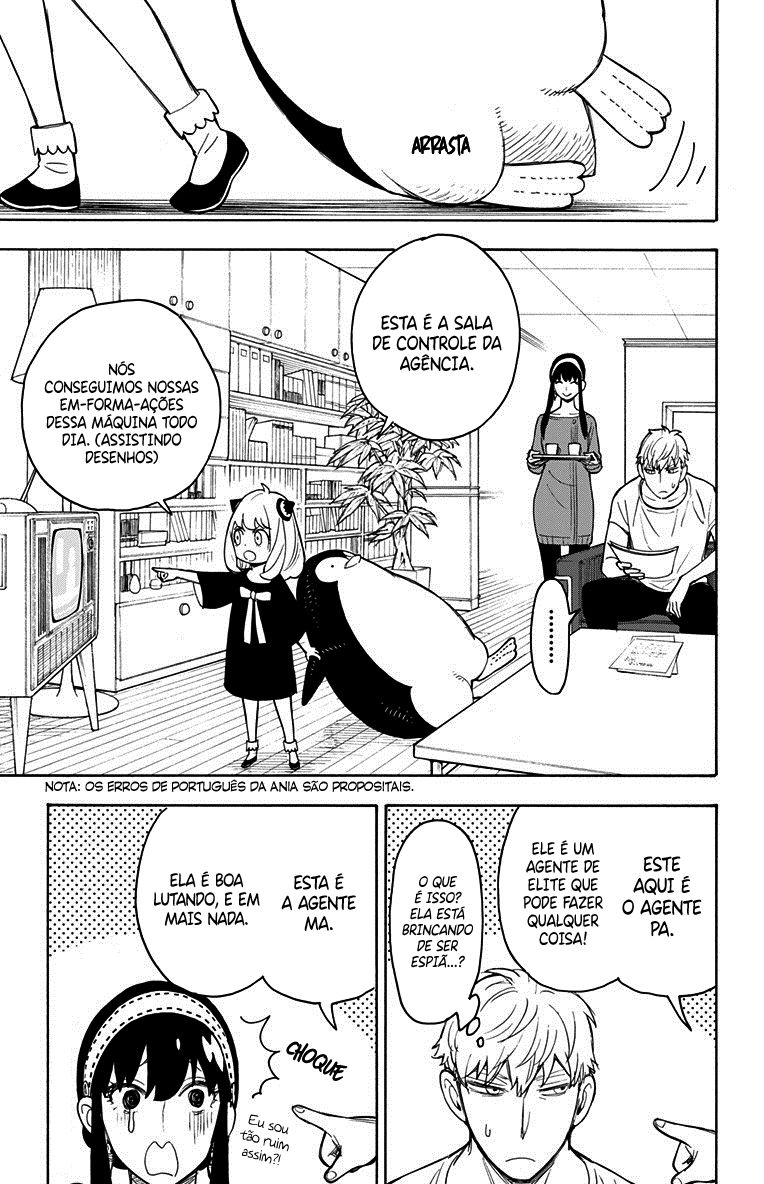 ARRASTA
ESTA É A SALA
DE CONTROLE DA
AGÊNCIA.
NÓS
CONSEGUIMOS NOSSAS
EM-FORMA-AÇÕES
DESSA MÁQUINA TODO
DIA. (ASSISTINDO
DESENHOS)
.........
NOTA: OS ERROS DE PORTUGUÊS DA ANIA SÃO PROPOSITAIS.
ESTE
AQUI É
O AGENTE
PA.
ELE É UM
AGENTE DE
ELITE QUE
PODE FAZER
QUALQUER
COISA!
O QUE
É ISSO?
ELA ESTÁ
BRINCANDO
DE SER
ESPIÃ...?
ESTA É
A AGENTE
MA.
ELA É BOA
LUTANDO, E EM
MAIS NADA.
CHOQUE
Eu sou
tão ruim
assim?!